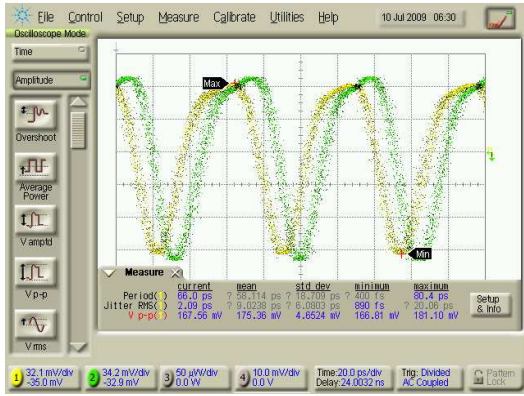 File Control Setup Measure Calibrate Utilities Help 10 Jul 2009 06:30
Oscilloscope Mode
Time
Amplitude
Overshoot
Average
Power
V amptd
V p-p
V rms
Max
Min
Measure
current mean std dev minimum maximum
Period( ) 66.0 ps ? 58.114 ps ? 18.709 ps ? 400 fs 80.4 ps
Jitter RMS( ) 2.09 ps ? 9.0238 ps ? 6.0803 ps 890 fs ? 20.06 ps
V p-p( ) 167.56 mV 175.36 mV 4.6524 mV 166.81 mV 181.10 mV
Setup
& Info
1 32.1 mV/div
-35.0 mV
2 34.2 mV/div
-32.9 mV
3 50 µW/div
0.0 W
4 10.0 mV/div
0.0 V
Time:20.0 ps/div
Delay:24.0032 ns
Trig: Divided
AC Coupled
Pattern
Lock